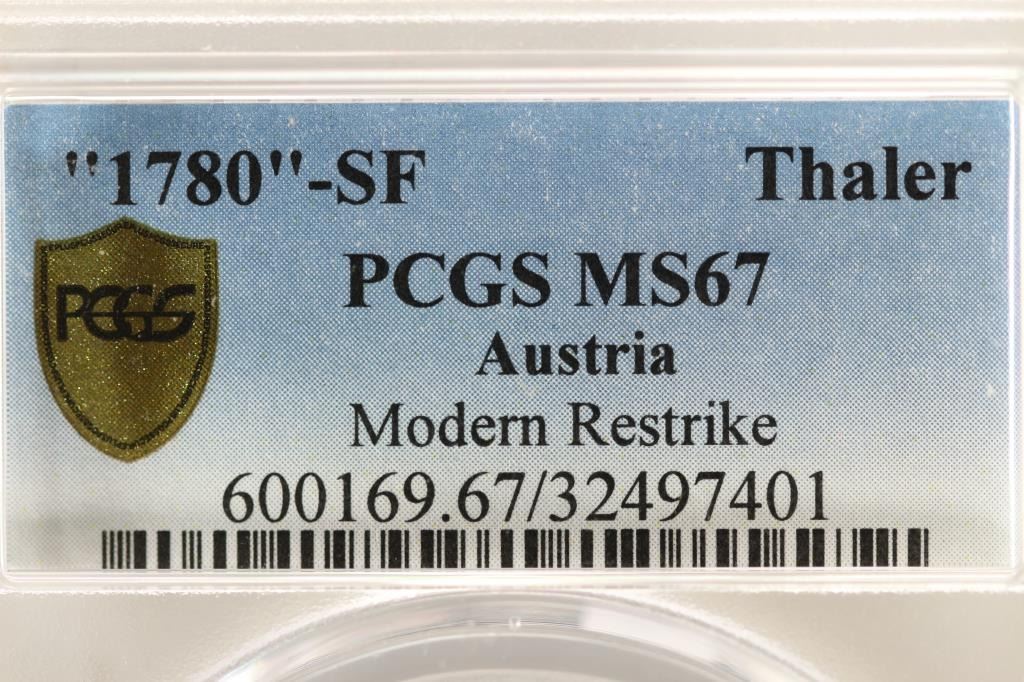 "1780"-SF Thaler
PCGS
PCGS MS67
Austria
Modern Restrike
600169.67/32497401